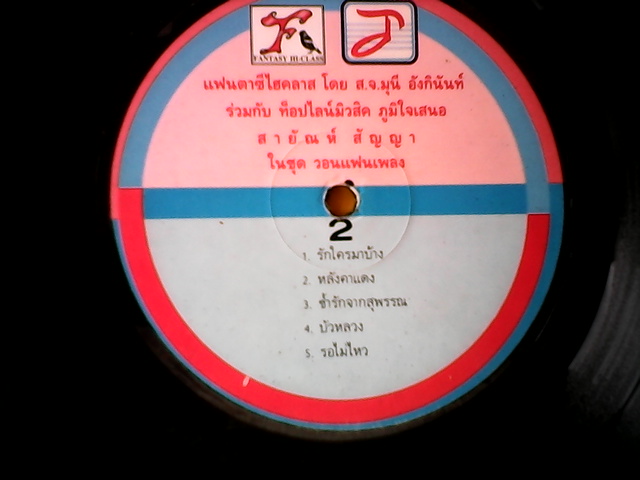 FANTASY HI-CLASS
แฟนตาซีไฮคลาส โดย ส.จ.มุนี อังกินันท์
ร่วมกับ ท็อปไลน์มิวสิค ภูมิใจเสนอ
สายัณห์ สัญญา
ในชุด วอนแฟนเพลง
2
1. รักใครมาบ้าง
2. หลังคาแดง
3. ช้ำรักจากสุพรรณ
4. บัวหลวง
5. รอไม่ไหว